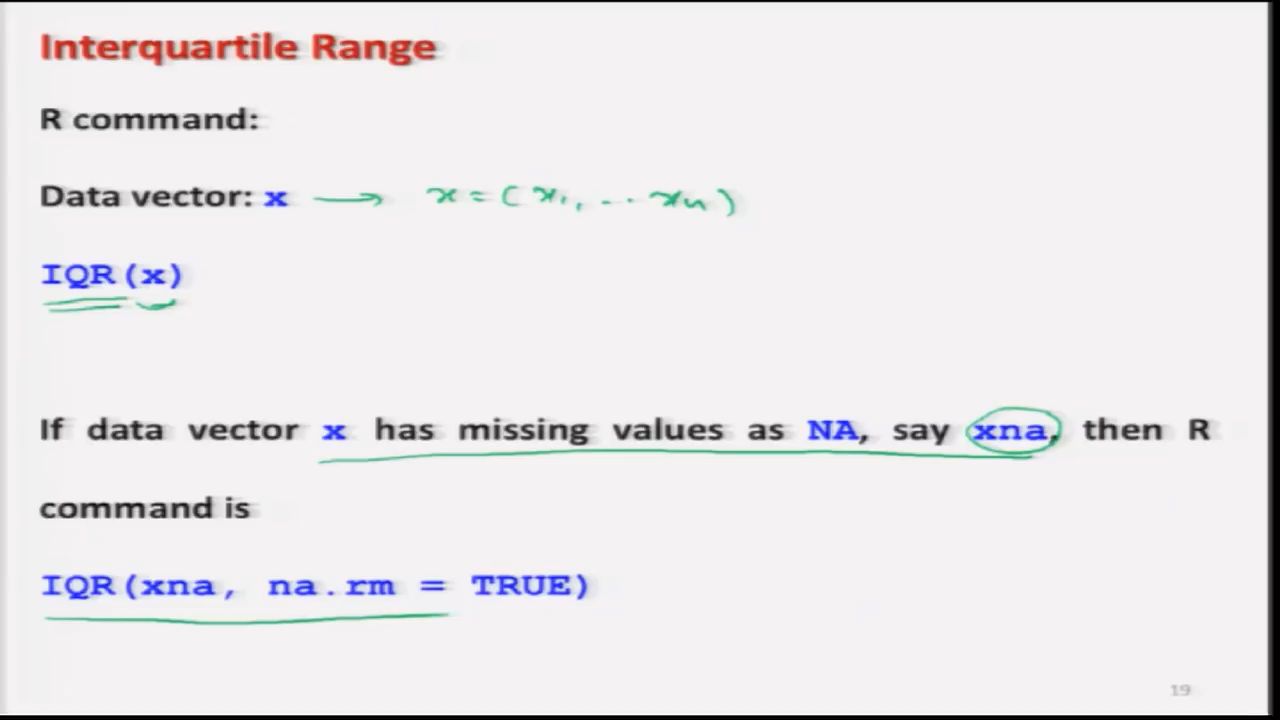 Interquartile Range
R command:
Data vector: x → x = (x₁, ... xₙ)
IQR(x)
If data vector x has missing values as NA, say xna, then R
command is
IQR(xna, na.rm = TRUE)
19